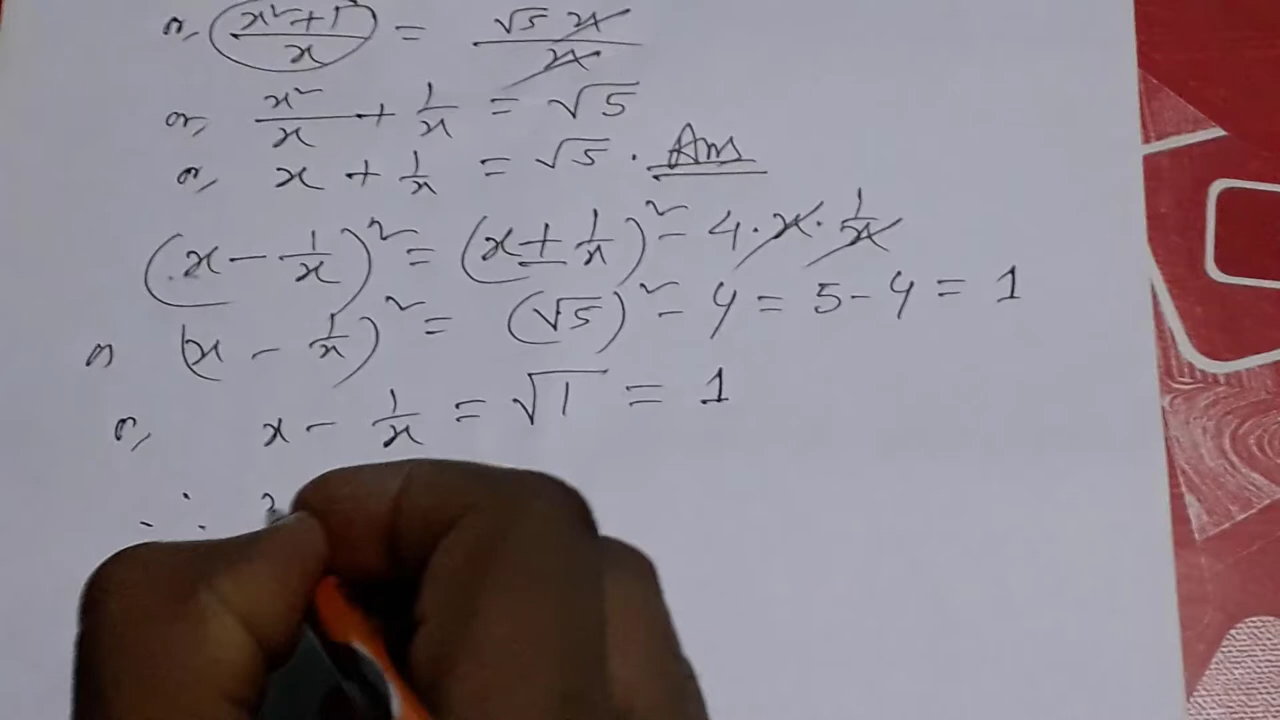 or, (x²+1)/x = √5 x/x
or, x²/x + 1/x = √5
or, x + 1/x = √5 . Ans
(x - 1/x)² = (x + 1/x)² - 4 . x . 1/x
or (x - 1/x)² = (√5)² - 4 = 5 - 4 = 1
or, x - 1/x = √1 = 1
∴